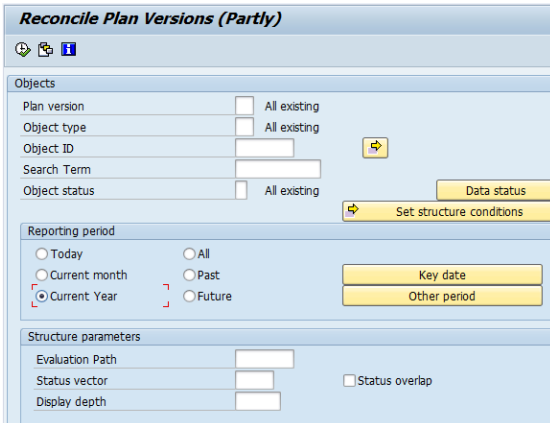 Reconcile Plan Versions (Partly)
Objects
Plan version All existing
Object type All existing
Object ID
Search Term
Object status All existing Data status
Set structure conditions
Reporting period
Today All
Current month Past Key date
Current Year Future Other period
Structure parameters
Evaluation Path
Status vector Status overlap
Display depth